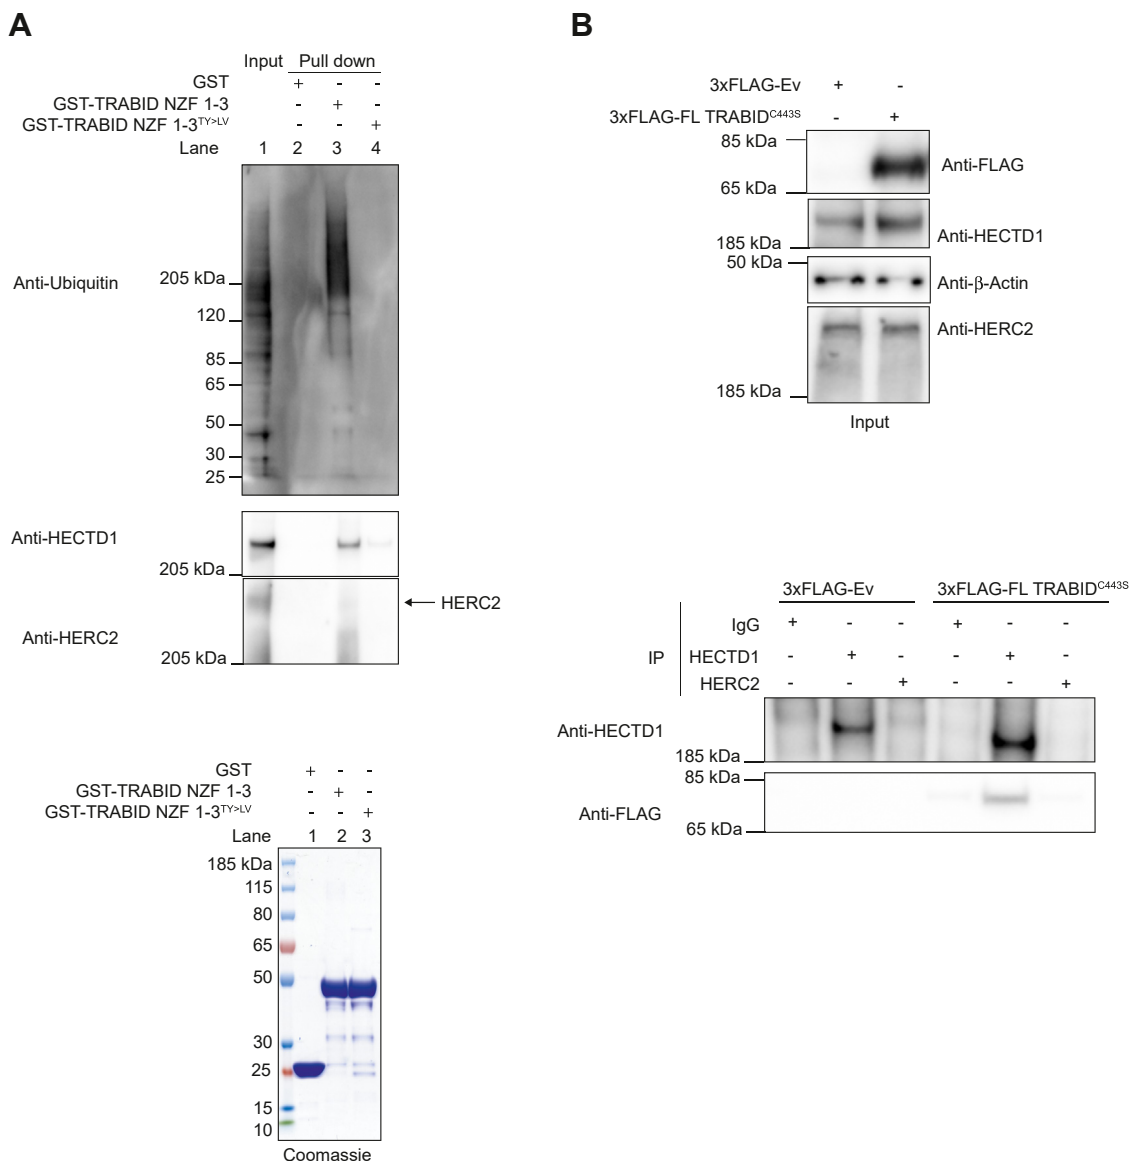 A
Input Pull down
GST + - -
GST-TRABID NZF 1-3 - + -
GST-TRABID NZF 1-3TY>LV - - +
Lane 1 2 3 4
Anti-Ubiquitin
205 kDa
120
85
65
50
30
25
Anti-HECTD1
205 kDa
HERC2
Anti-HERC2
205 kDa
GST + - -
GST-TRABID NZF 1-3 - + -
GST-TRABID NZF 1-3TY>LV - - +
Lane 1 2 3
185 kDa
115
80
65
50
30
25
15
10
Coomassie
B
3xFLAG-Ev + -
3xFLAG-FL TRABIDC443S - +
85 kDa
Anti-FLAG
65 kDa
Anti-HECTD1
185 kDa
50 kDa
Anti-β-Actin
Anti-HERC2
185 kDa
Input
3xFLAG-Ev 3xFLAG-FL TRABIDC443S
IgG + - - + - -
IP HECTD1 - + - - + -
HERC2 - - + - - +
Anti-HECTD1
185 kDa
85 kDa
Anti-FLAG
65 kDa